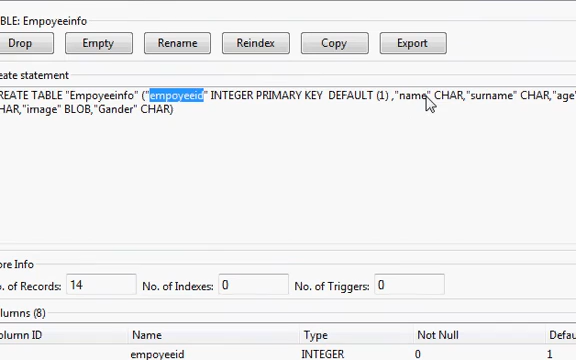 BLE: Empoyeeinfo
Drop Empty Rename Reindex Copy Export
eate statement
REATE TABLE "Empoyeeinfo" ("empoyeeid" INTEGER PRIMARY KEY DEFAULT (1) ,"name" CHAR,"surname" CHAR,"age"
HAR,"image" BLOB,"Gander" CHAR)
ore Info
o. of Records: 14 No. of Indexes: 0 No. of Triggers: 0
olumns (8)
olumn ID Name Type Not Null Defau
empoyeeid INTEGER 0 1